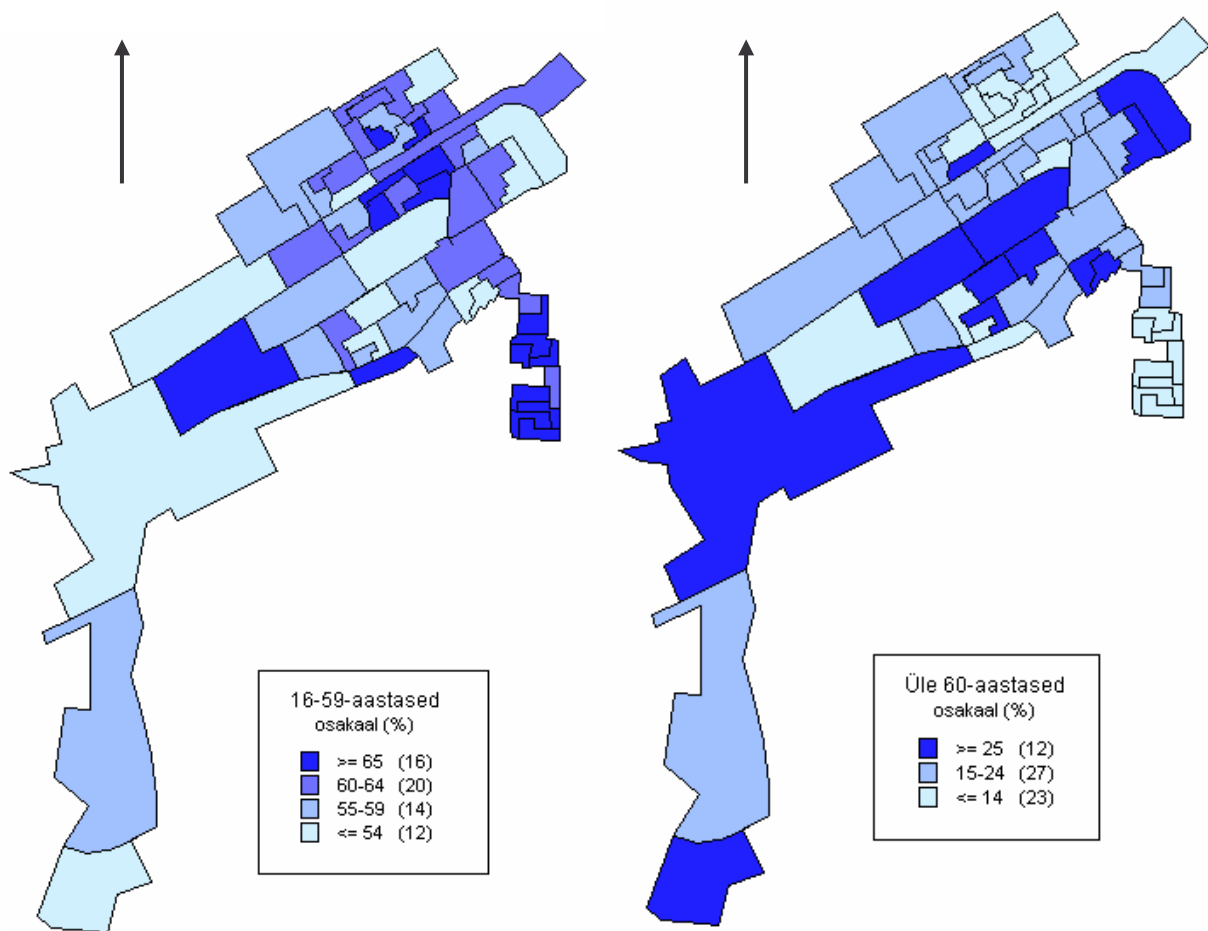 16-59-aastased
osakaal (%)
>= 65 (16)
60-64 (20)
55-59 (14)
<= 54 (12)
Üle 60-aastased
osakaal (%)
>= 25 (12)
15-24 (27)
<= 14 (23)